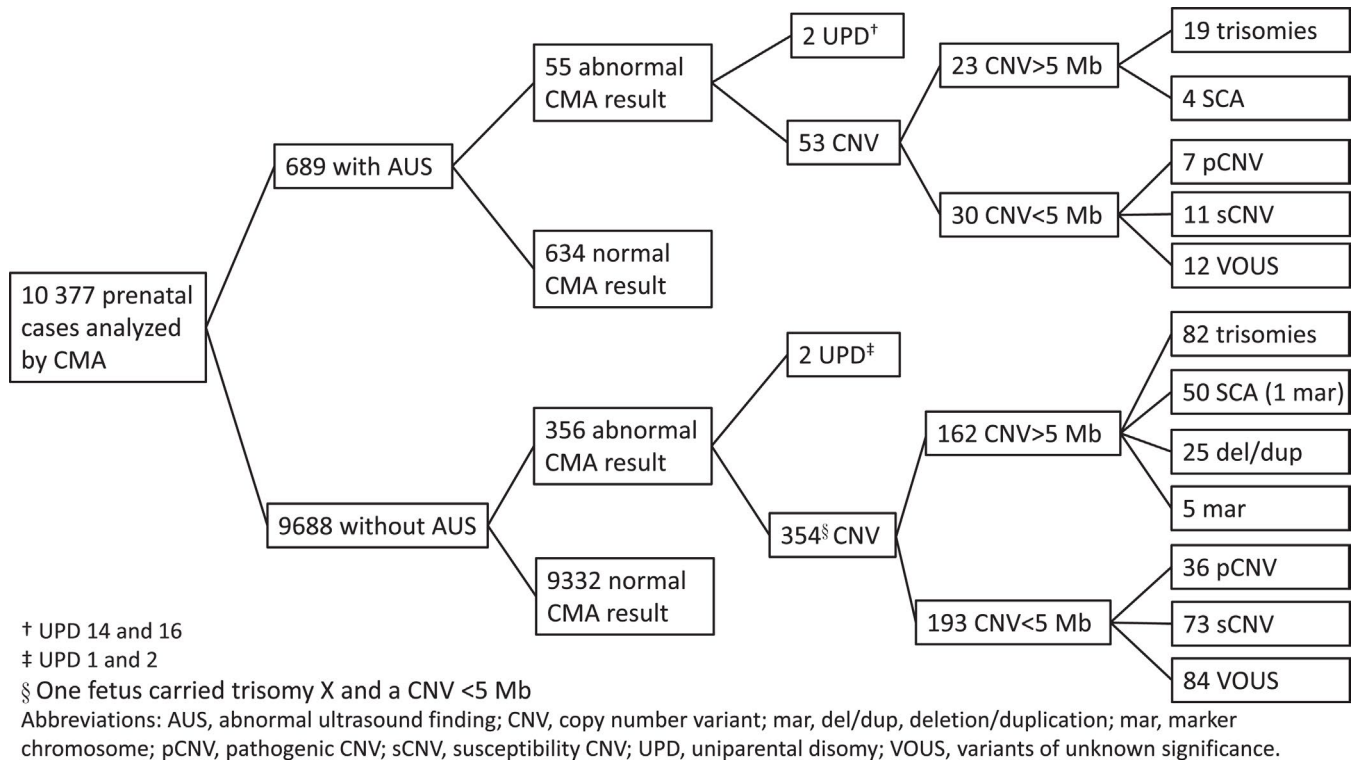 10 377 prenatal
cases analyzed
by CMA
689 with AUS
9688 without AUS
55 abnormal
CMA result
634 normal
CMA result
356 abnormal
CMA result
9332 normal
CMA result
2 UPD†
53 CNV
2 UPD‡
354§ CNV
23 CNV>5 Mb
30 CNV<5 Mb
162 CNV>5 Mb
193 CNV<5 Mb
19 trisomies
4 SCA
7 pCNV
11 sCNV
12 VOUS
82 trisomies
50 SCA (1 mar)
25 del/dup
5 mar
36 pCNV
73 sCNV
84 VOUS
† UPD 14 and 16
‡ UPD 1 and 2
§ One fetus carried trisomy X and a CNV <5 Mb
Abbreviations: AUS, abnormal ultrasound finding; CNV, copy number variant; mar, del/dup, deletion/duplication; mar, marker
chromosome; pCNV, pathogenic CNV; sCNV, susceptibility CNV; UPD, uniparental disomy; VOUS, variants of unknown significance.